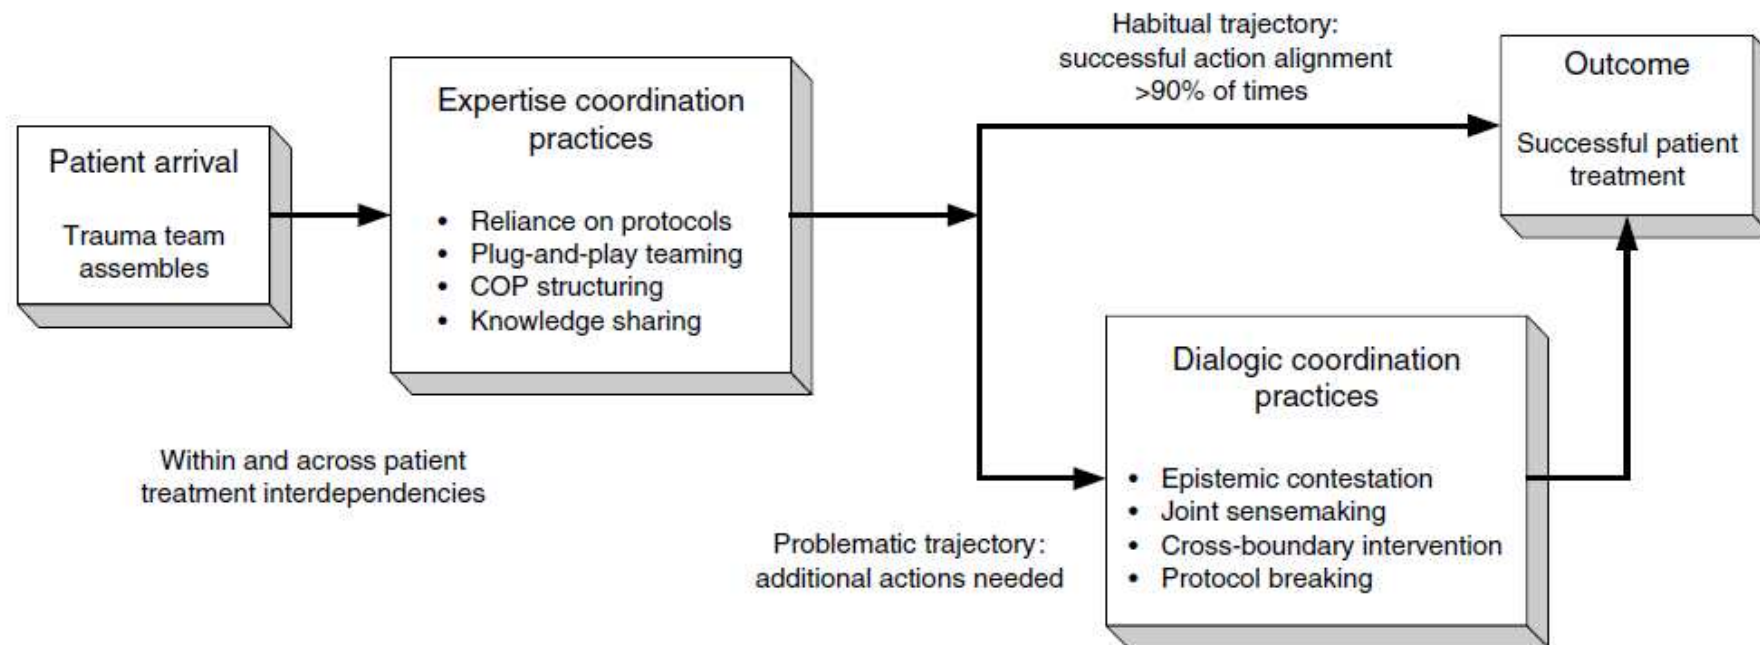 Patient arrival
Trauma team
assembles
Expertise coordination
practices
• Reliance on protocols
• Plug-and-play teaming
• COP structuring
• Knowledge sharing
Within and across patient
treatment interdependencies
Habitual trajectory:
successful action alignment
>90% of times
Problematic trajectory:
additional actions needed
Dialogic coordination
practices
• Epistemic contestation
• Joint sensemaking
• Cross-boundary intervention
• Protocol breaking
Outcome
Successful patient
treatment